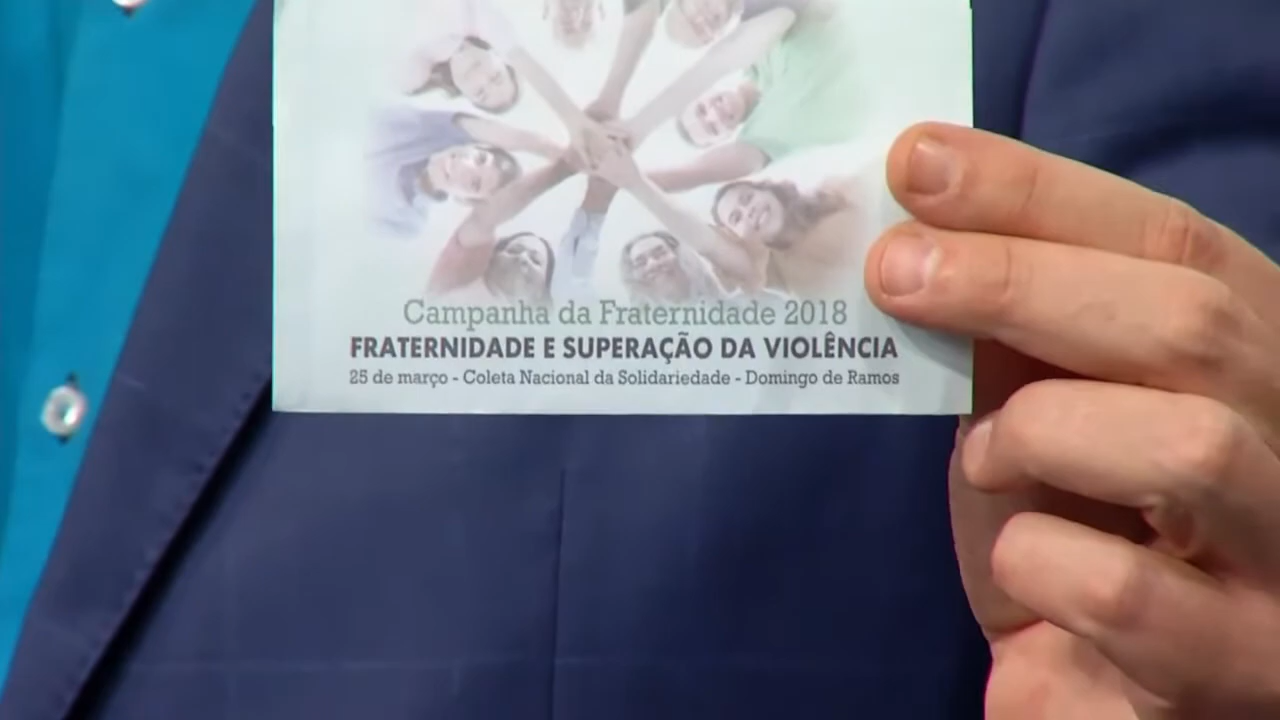 Campanha da Fraternidade 2018
FRATERNIDADE E SUPERAÇÃO DA VIOLÊNCIA
25 de março - Coleta Nacional da Solidariedade - Domingo de Ramos